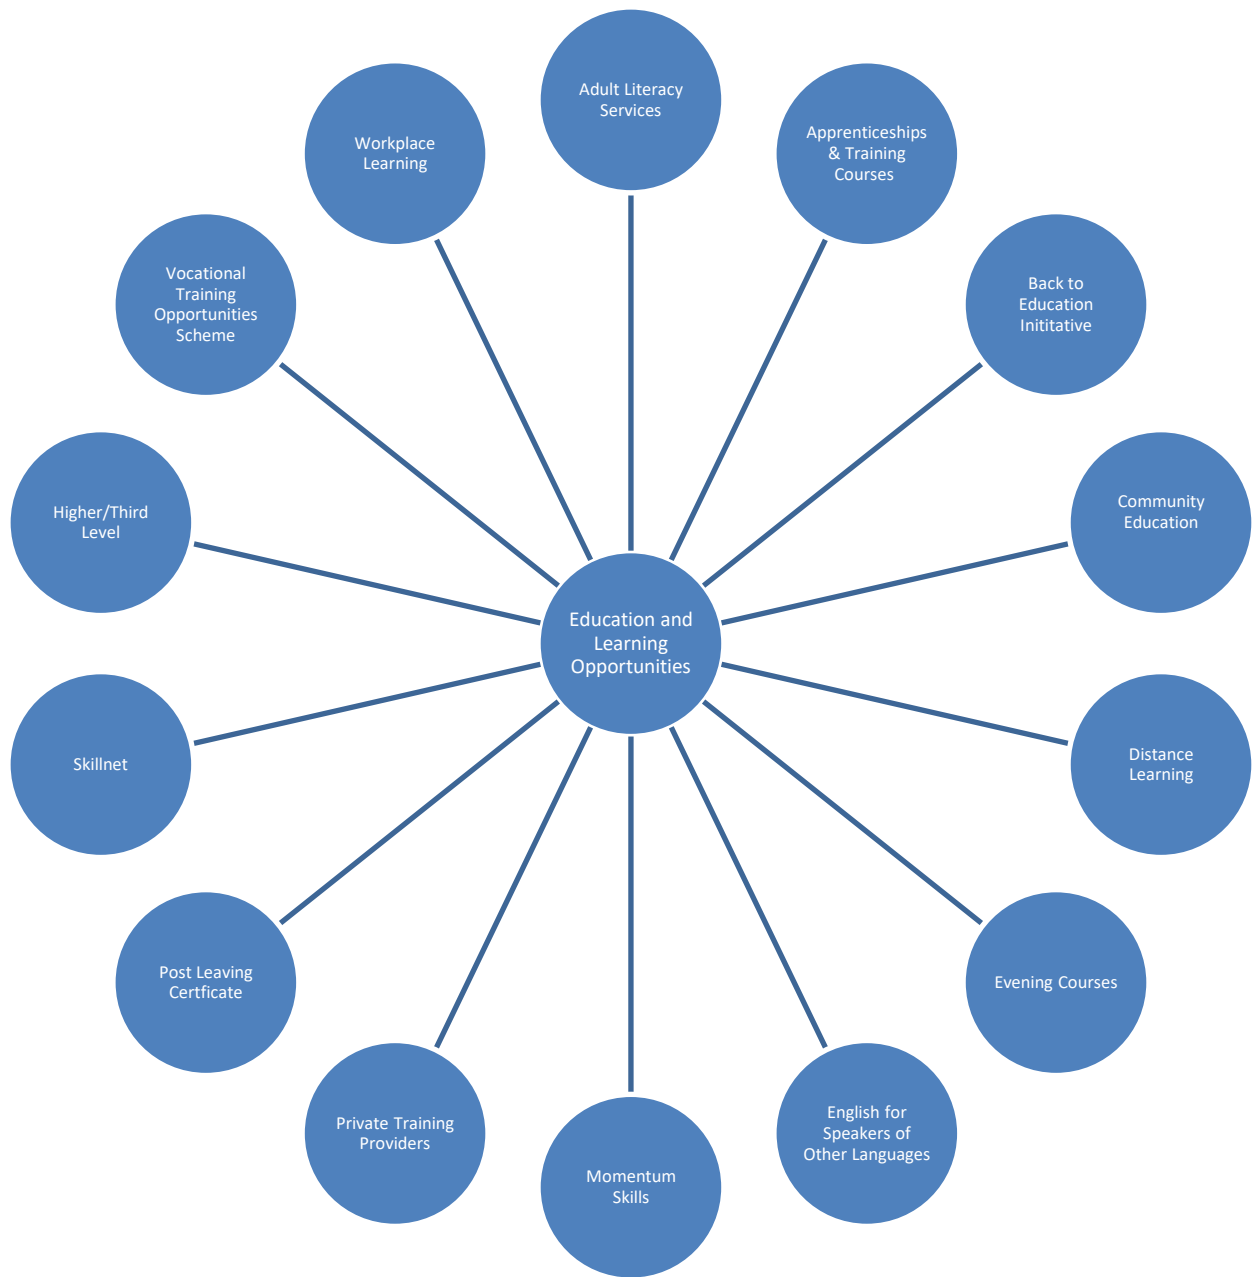 Adult Literacy
Services
Apprenticeships
& Training
Courses
Back to
Education
Inititative
Community
Education
Distance
Learning
Evening Courses
English for
Speakers of
Other Languages
Momentum
Skills
Private Training
Providers
Post Leaving
Certficate
Skillnet
Higher/Third
Level
Vocational
Training
Opportunities
Scheme
Workplace
Learning
Education and
Learning
Opportunities